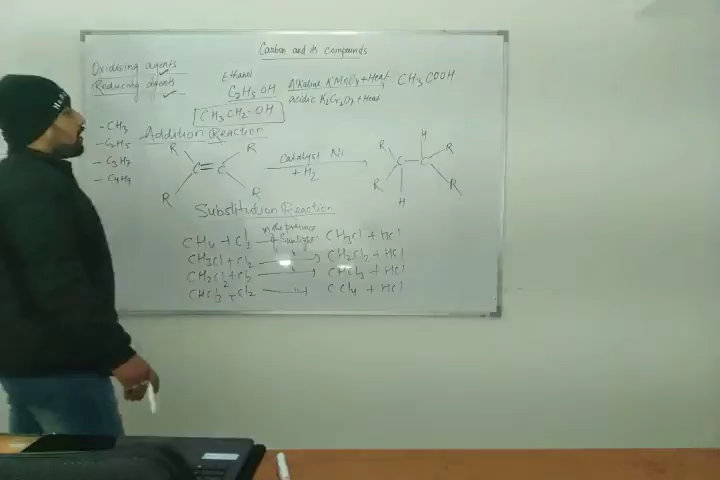 Carbon and its compounds
Oxidising agents
Reducing agents
Ethanol
C2H5OH Alkaline KMnO4 + Heat CH3COOH
acidic K2Cr2O7 + Heat
CH3CH2-OH
- CH3
- C2H5
- C3H7
- C4H9
Addition Reaction
R R
C=C
R R
Catalyst Ni
+ H2
H
R C-C R
R R
H
Substitution Reaction
CH4 + Cl2 in the presence of Sunlight CH3Cl + HCl
CH3Cl + Cl2 CH2Cl2 + HCl
CH2Cl2 + Cl2 CHCl3 + HCl
CHCl3 + Cl2 CCl4 + HCl